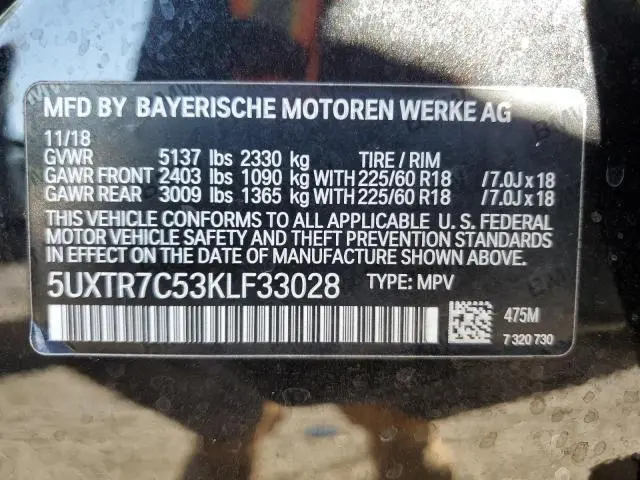 MFD BY BAYERISCHE MOTOREN WERKE AG
11/18
GVWR 5137 lbs 2330 kg TIRE / RIM
GAWR FRONT 2403 lbs 1090 kg WITH 225/60 R18 /7.0J x 18
GAWR REAR 3009 lbs 1365 kg WITH 225/60 R18 /7.0J x 18
THIS VEHICLE CONFORMS TO ALL APPLICABLE U. S. FEDERAL
MOTOR VEHICLE SAFETY AND THEFT PREVENTION STANDARDS
IN EFFECT ON THE DATE OF MANUFACTURE SHOWN ABOVE.
5UXTR7C53KLF33028 TYPE: MPV
475M
7 320 730